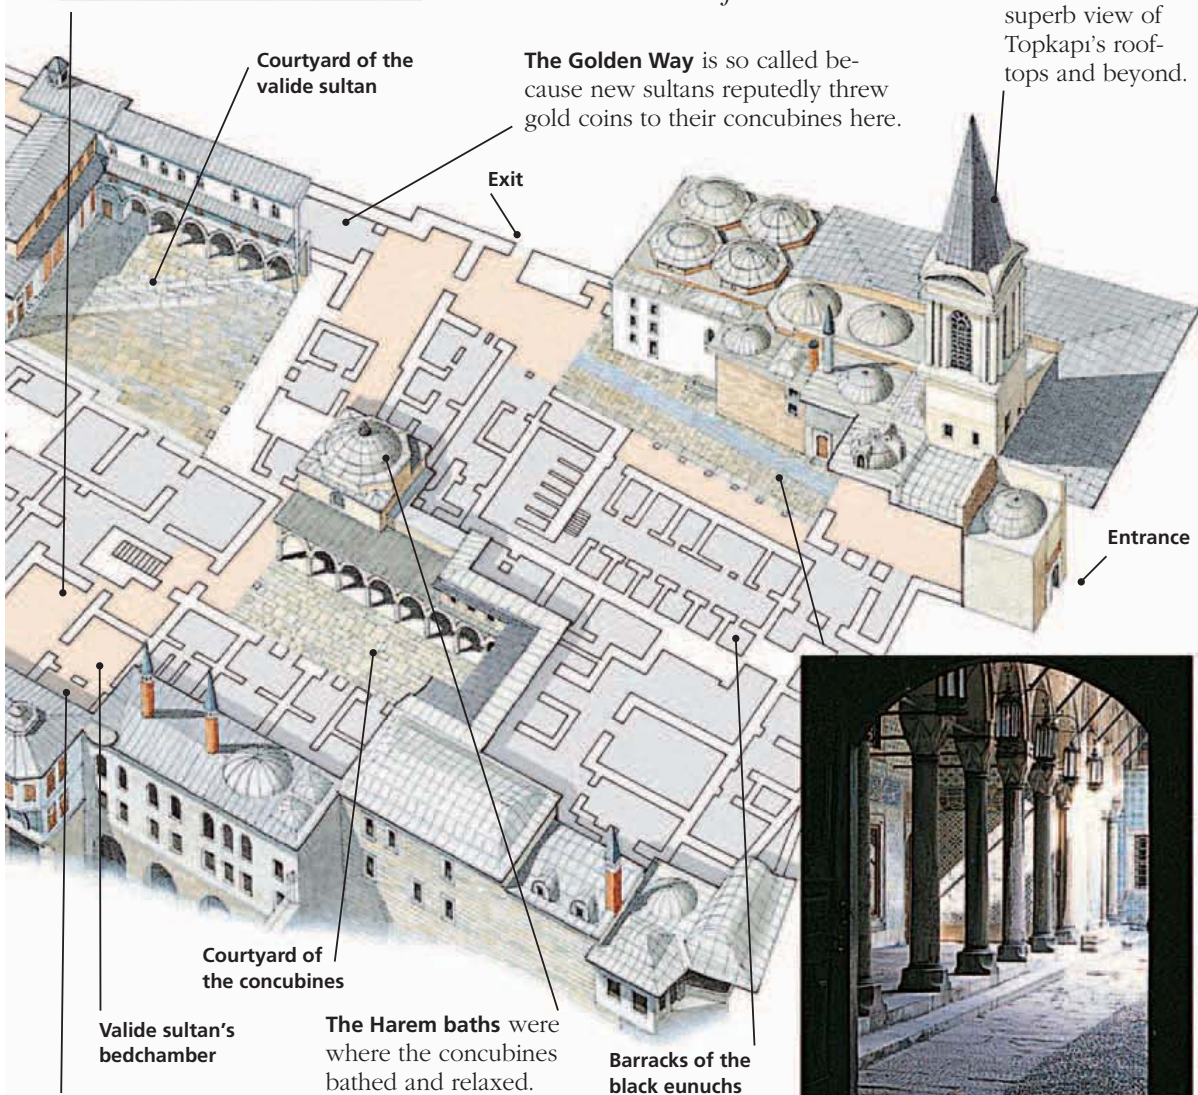 superb view of
Topkapı's roof-
tops and beyond.
Courtyard of the
valide sultan
The Golden Way is so called be-
cause new sultans reputedly threw
gold coins to their concubines here.
Exit
Entrance
Courtyard of
the concubines
Valide sultan's
bedchamber
The Harem baths were
where the concubines
bathed and relaxed.
Barracks of the
black eunuchs